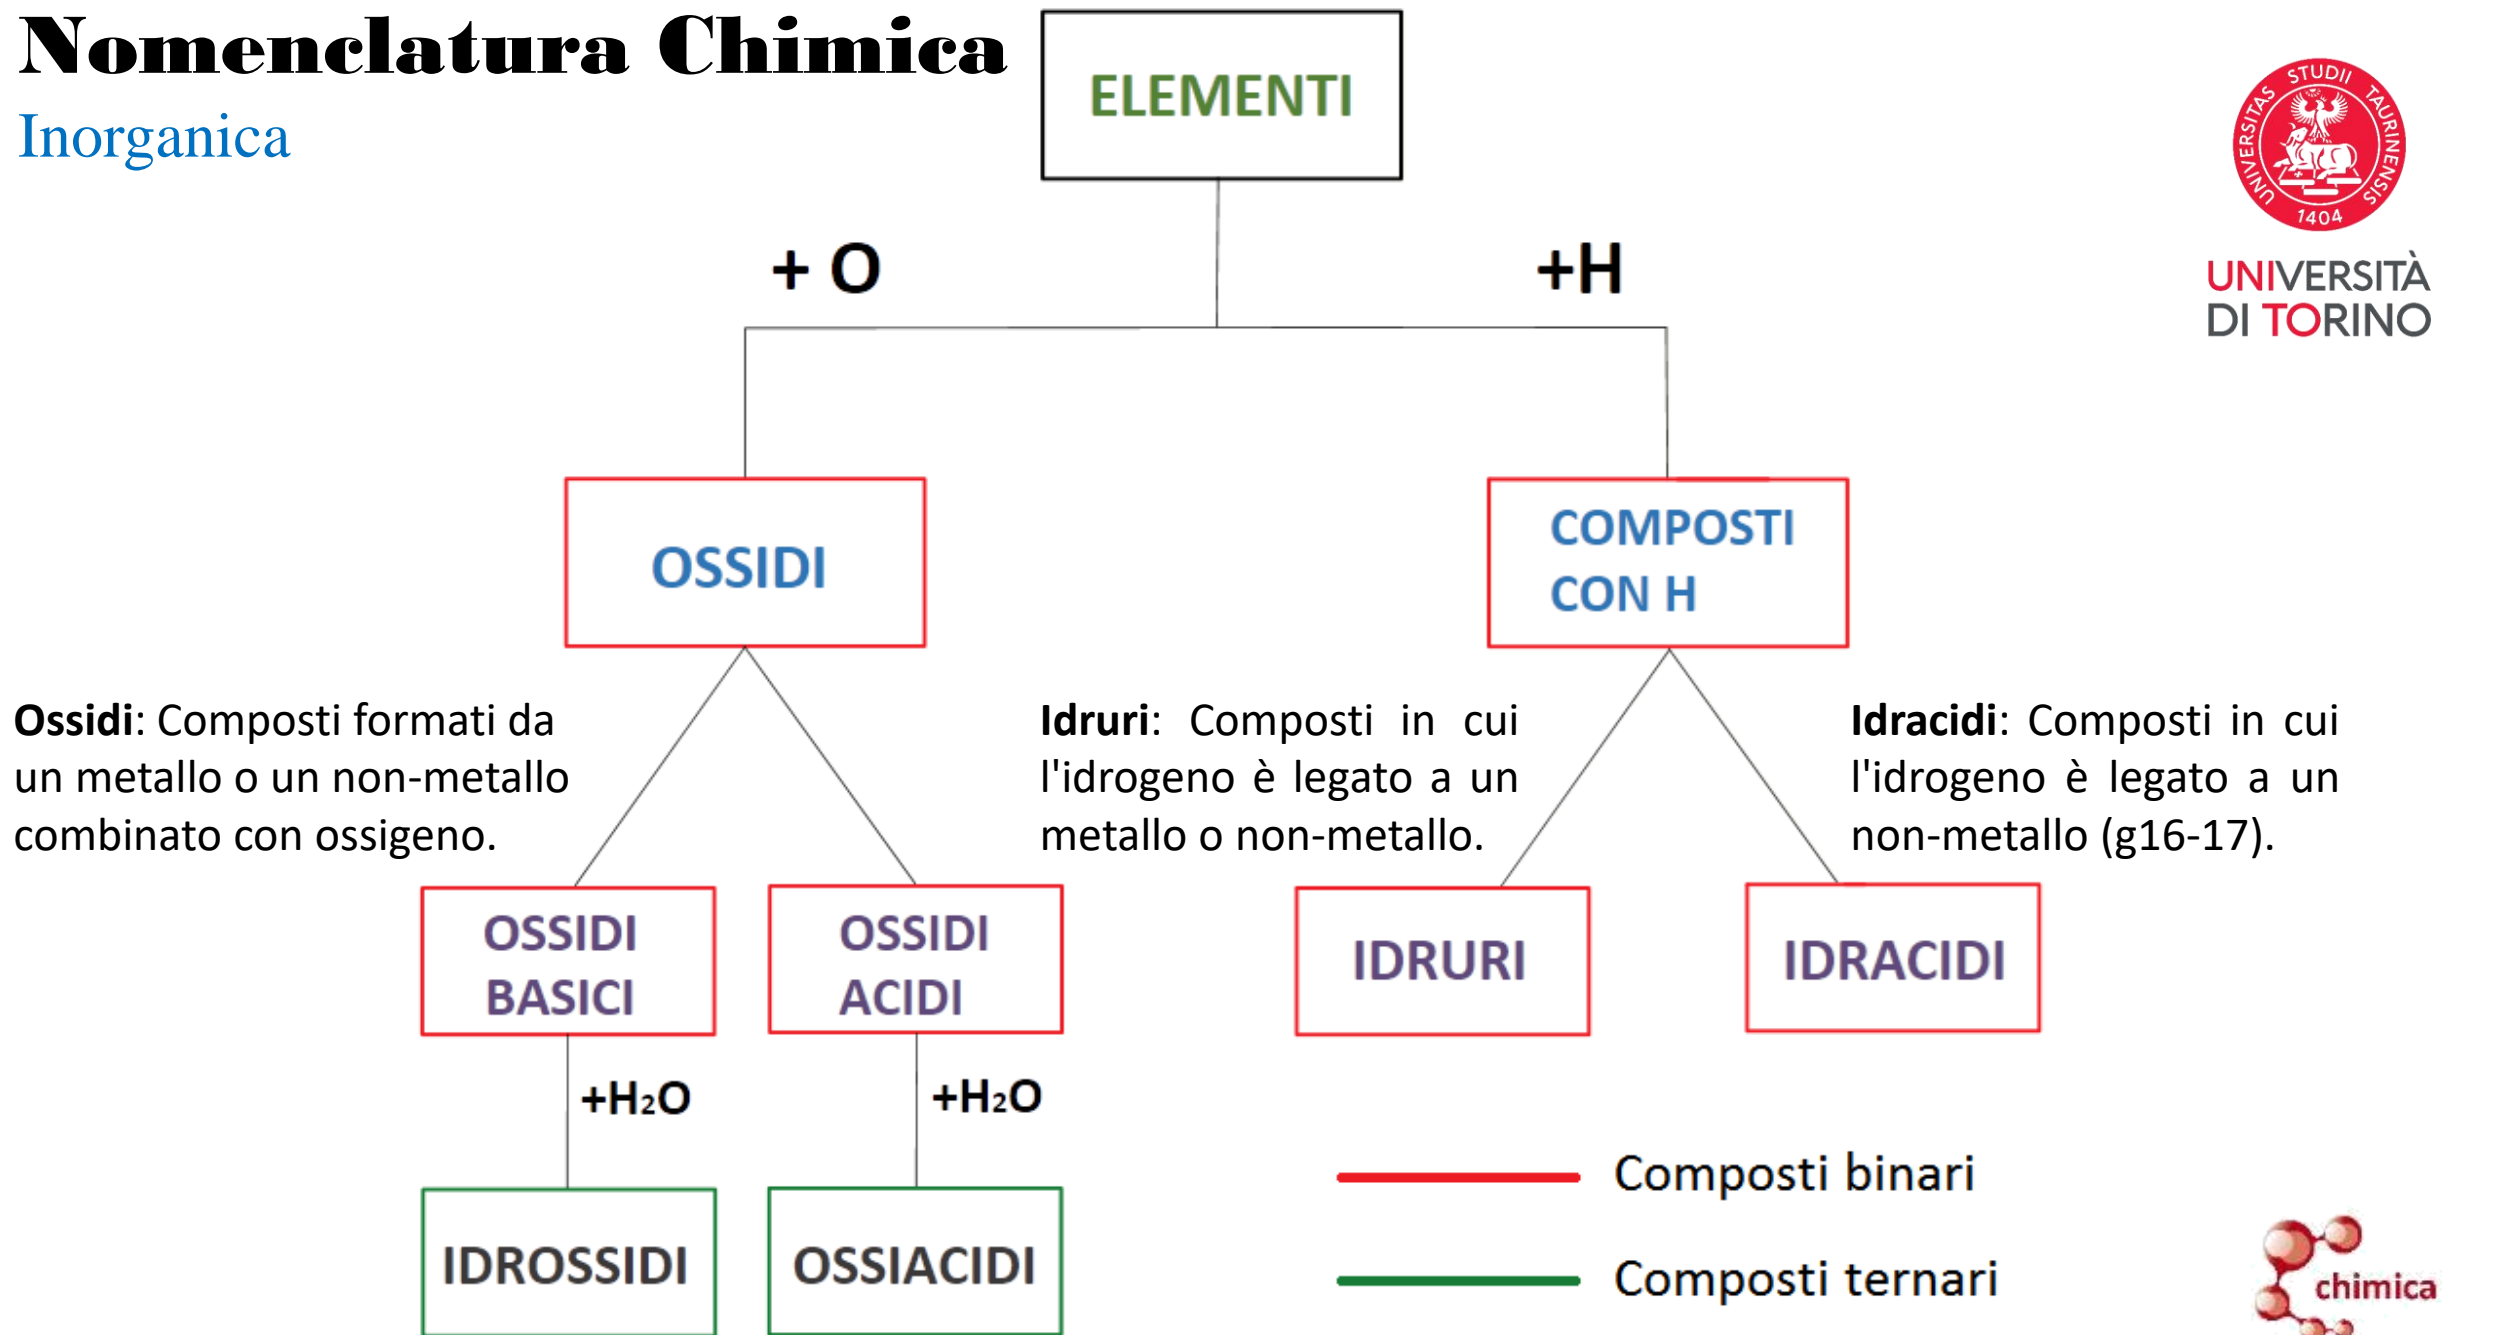 Nomenclatura Chimica
Inorganica
ELEMENTI
UNIVERSITAS STUDII TAURINENSIS
1404
UNIVERSITÀ
DI TORINO
+ O
+H
OSSIDI
COMPOSTI
CON H
Ossidi: Composti formati da
un metallo o un non-metallo
combinato con ossigeno.
Idruri: Composti in cui
l'idrogeno è legato a un
metallo o non-metallo.
Idracidi: Composti in cui
l'idrogeno è legato a un
non-metallo (g16-17).
OSSIDI
BASICI
OSSIDI
ACIDI
IDRURI
IDRACIDI
+H₂O
+H₂O
IDROSSIDI
OSSIACIDI
Composti binari
Composti ternari
chimica